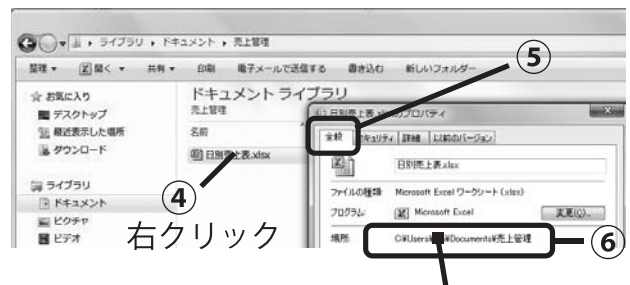 ライブラリ ▸ ドキュメント ▸ 売上管理
整理 開く 共有 印刷 電子メールで送信する 書き込む 新しいフォルダー
⑤
お気に入り
デスクトップ
最近表示した場所
ダウンロード
ライブラリ
ドキュメント
ピクチャ
ビデオ
ドキュメント ライブラリ
売上管理
名前
日別売上表.xlsx
④
右クリック
日別売上表.xlsxのプロパティ
全般 セキュリティ 詳細 以前のバージョン
日別売上表.xlsx
ファイルの種類: Microsoft Excel ワークシート (.xlsx)
プログラム: Microsoft Excel 変更(C)...
場所: C:¥Users¥ ¥Documents¥売上管理
⑥